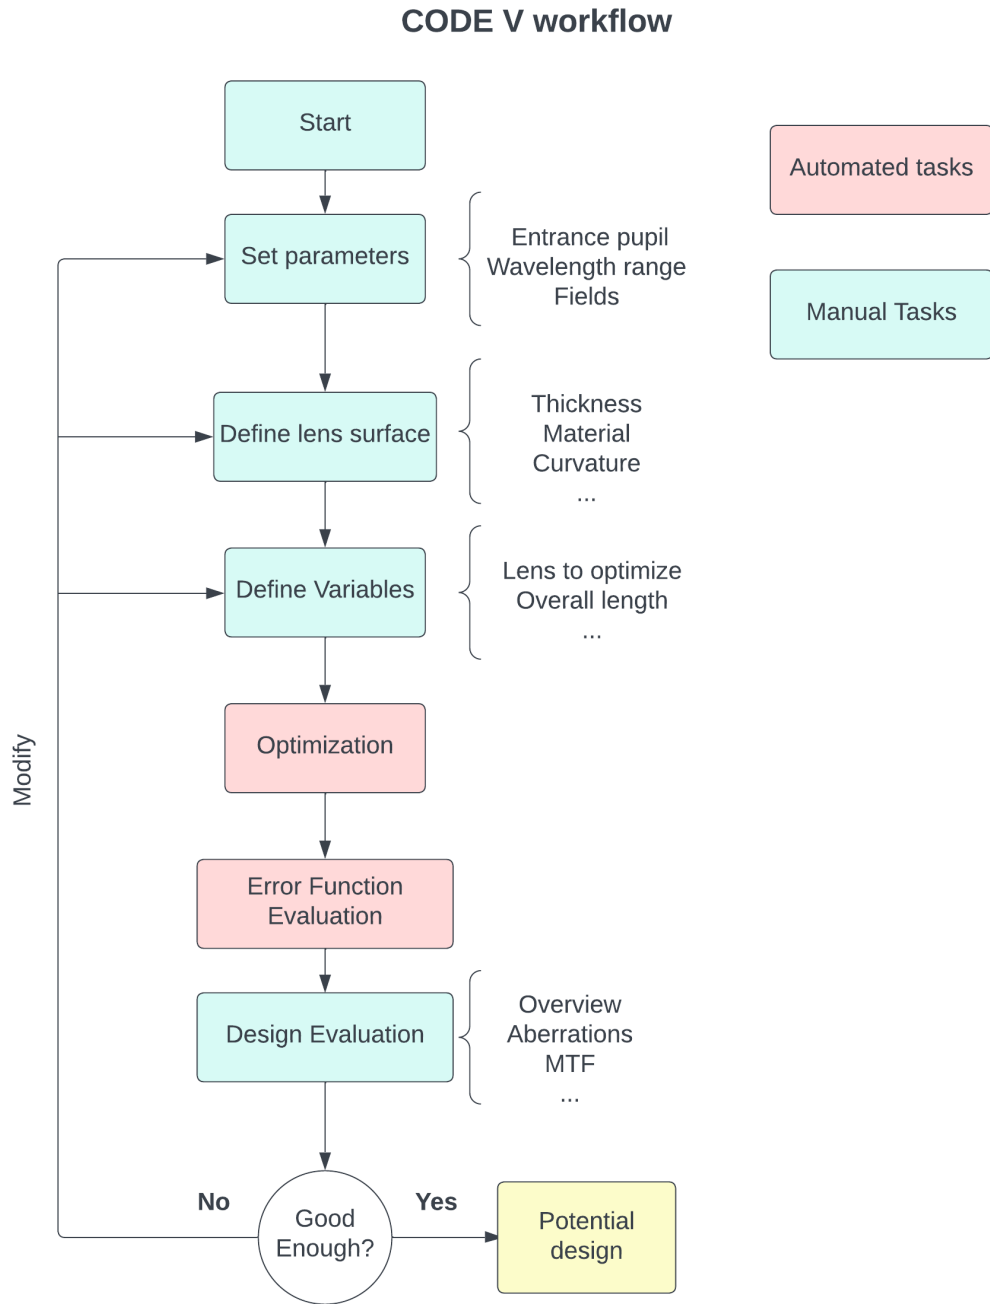 CODE V workflow
Start
Automated tasks
Set parameters
Entrance pupil
Wavelength range
Fields
Manual Tasks
Define lens surface
Thickness
Material
Curvature
...
Define Variables
Lens to optimize
Overall length
...
Optimization
Modify
Error Function
Evaluation
Design Evaluation
Overview
Aberrations
MTF
...
No
Yes
Good
Enough?
Potential
design